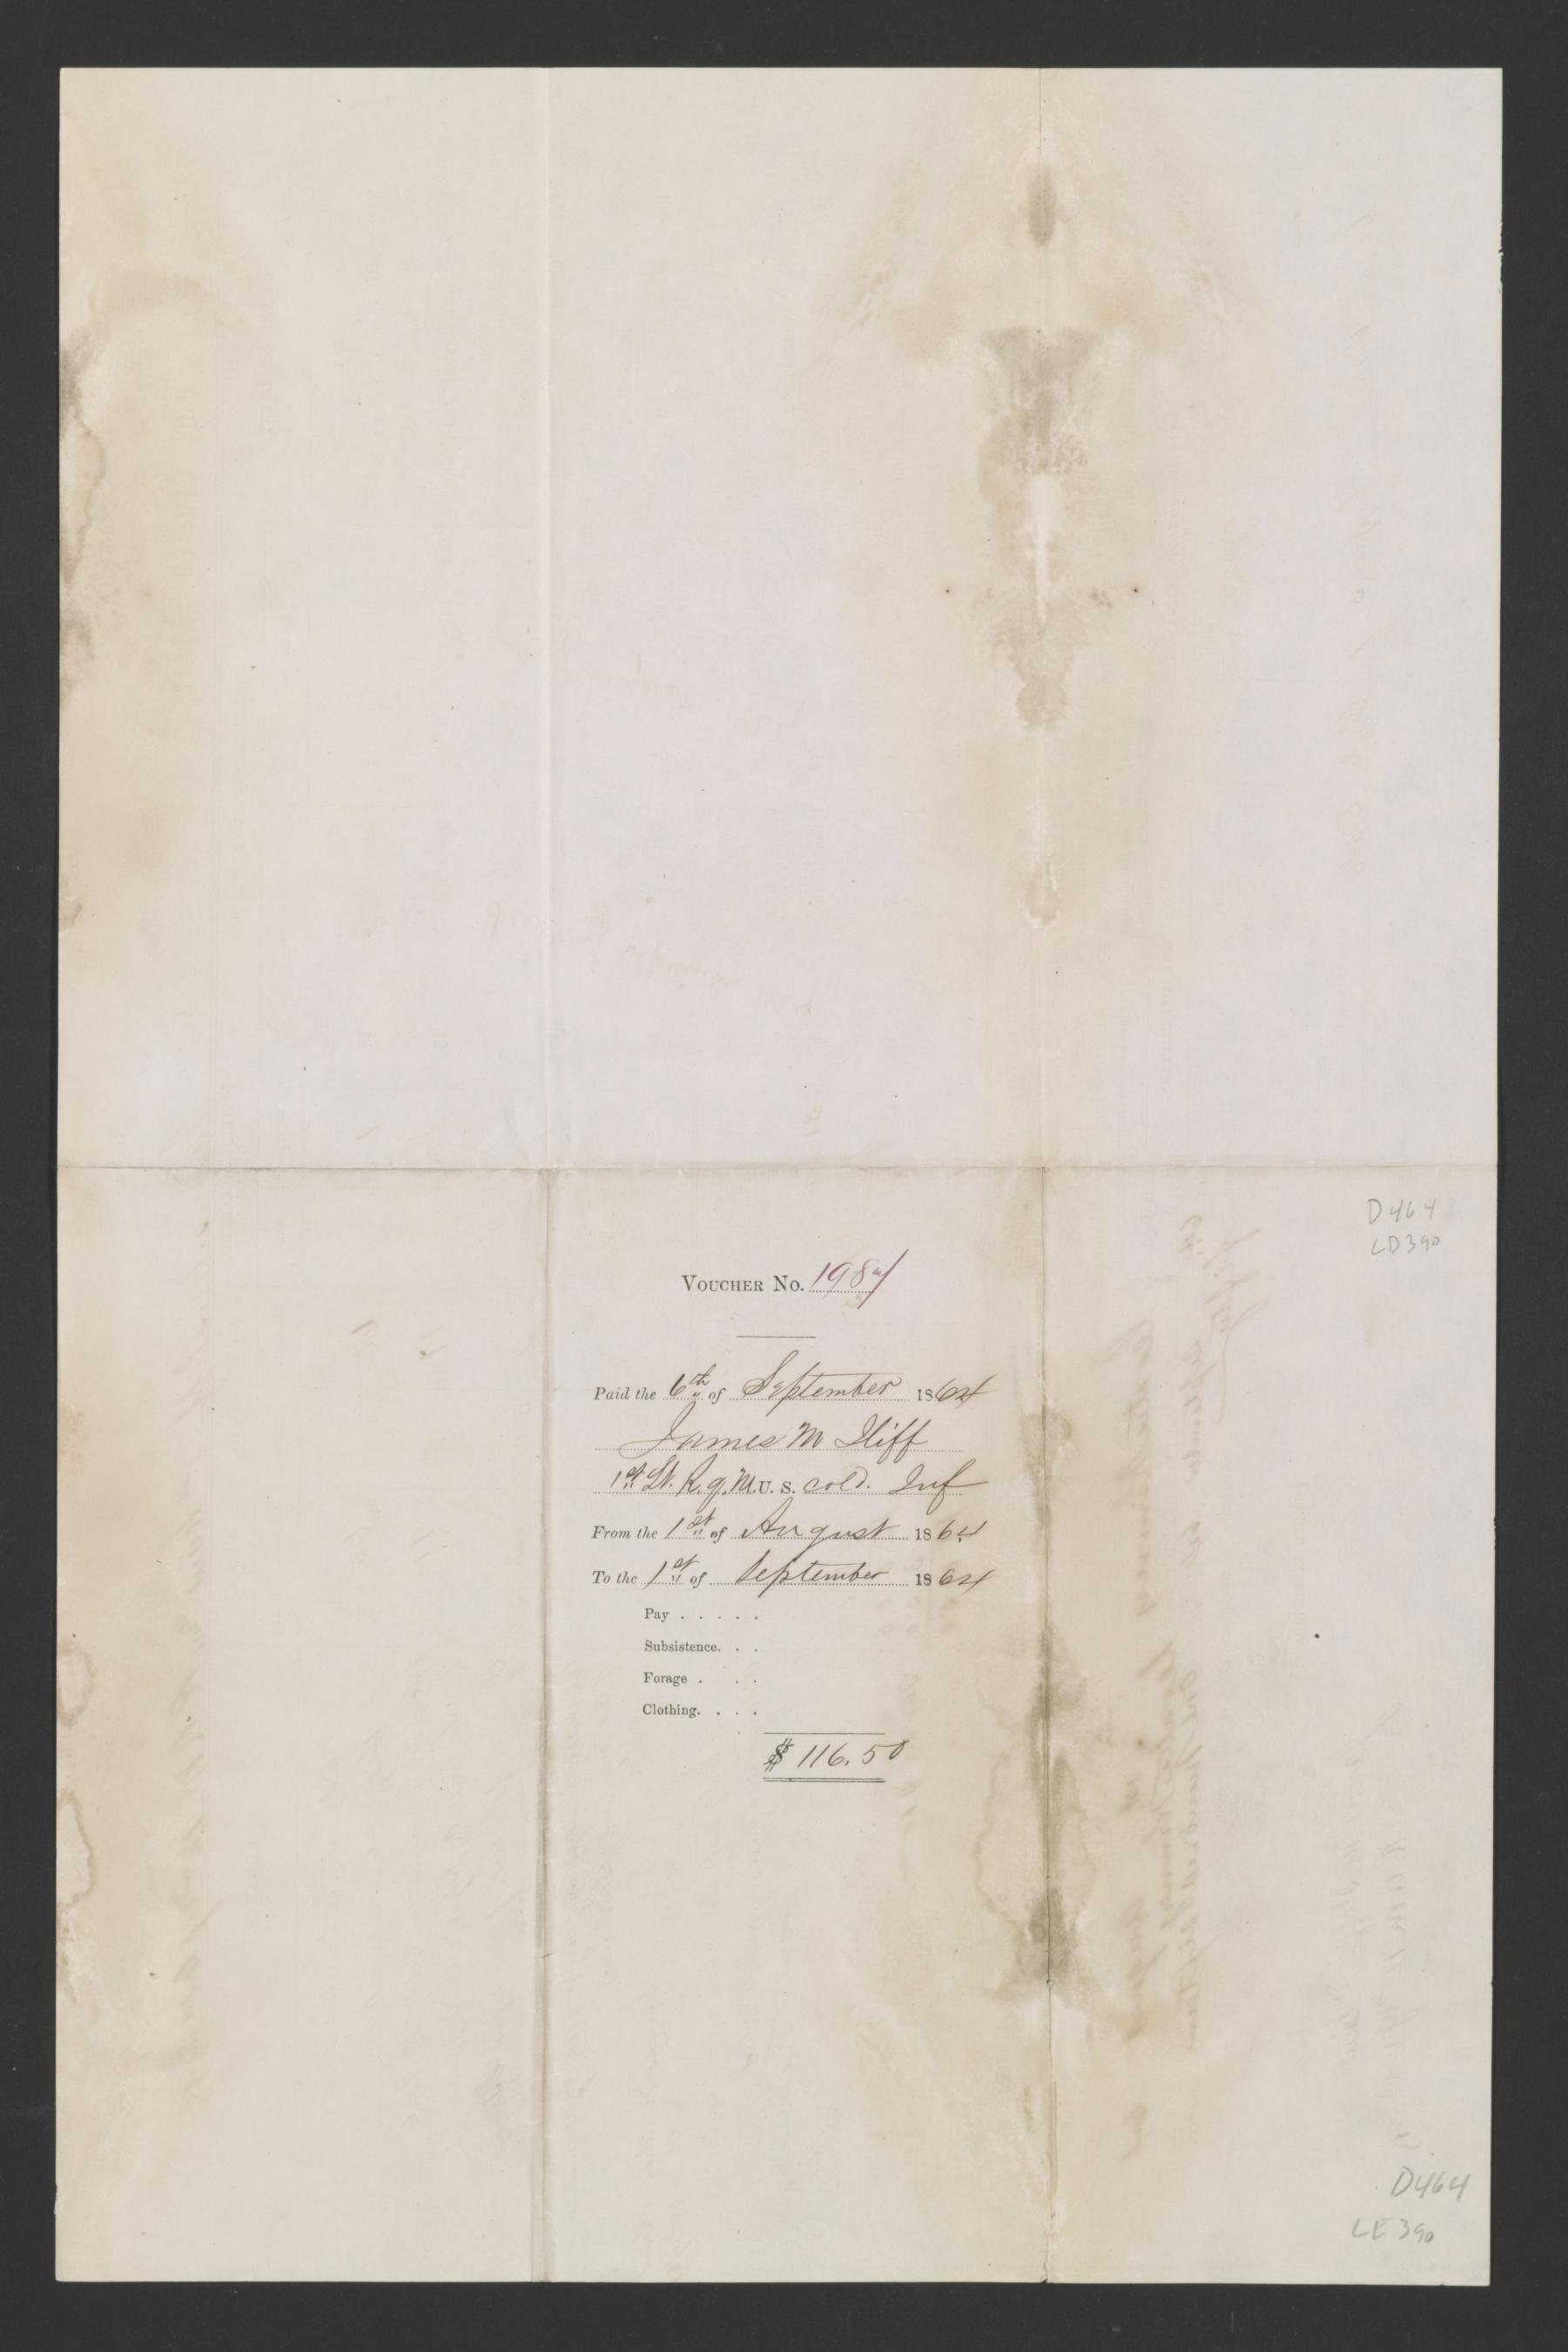 D464
LD390
VOUCHER No. 1984
Paid the 6th of September 1864
James M Iliff
1st Lt. R.Q.M. U. S. cold. Inf
From the 1st of August 1864
To the 1st of September 1864
Pay . . . . .
Subsistence. . .
Forage . . .
Clothing. . . .
$ 116.50
D464
LE390